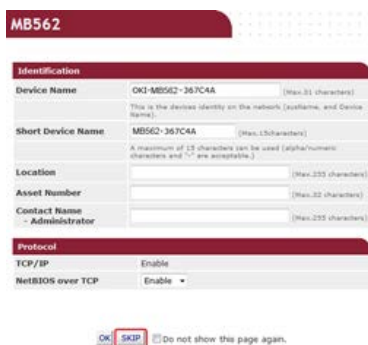 MB562
Identification
Device Name OKI-MB562-367C4A (Max.31 characters)
This is the devices identity on the network (sysName, and Device
Name).
Short Device Name MB562-367C4A (Max.15characters)
A maximum of 15 characters can be used (alpha/numeric
characters and "-" are acceptable.)
Location (Max.255 characters)
Asset Number (Max.32 characters)
Contact Name
- Administrator (Max.255 characters)
Protocol
TCP/IP Enable
NetBIOS over TCP Enable
OK SKIP Do not show this page again.